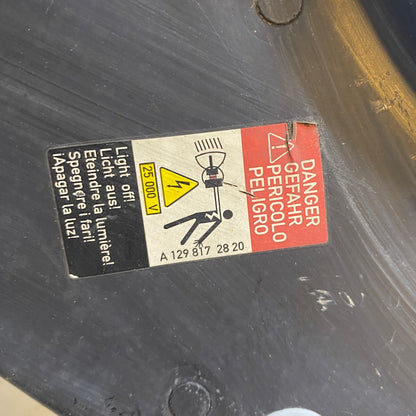 DANGER
GEFAHR
PERICOLO
PELIGRO
25 000 V
A 129 817 28 20
Light off!
Licht aus!
Eteindre la lumière!
Spegnere i fari!
¡Apagar la luz!